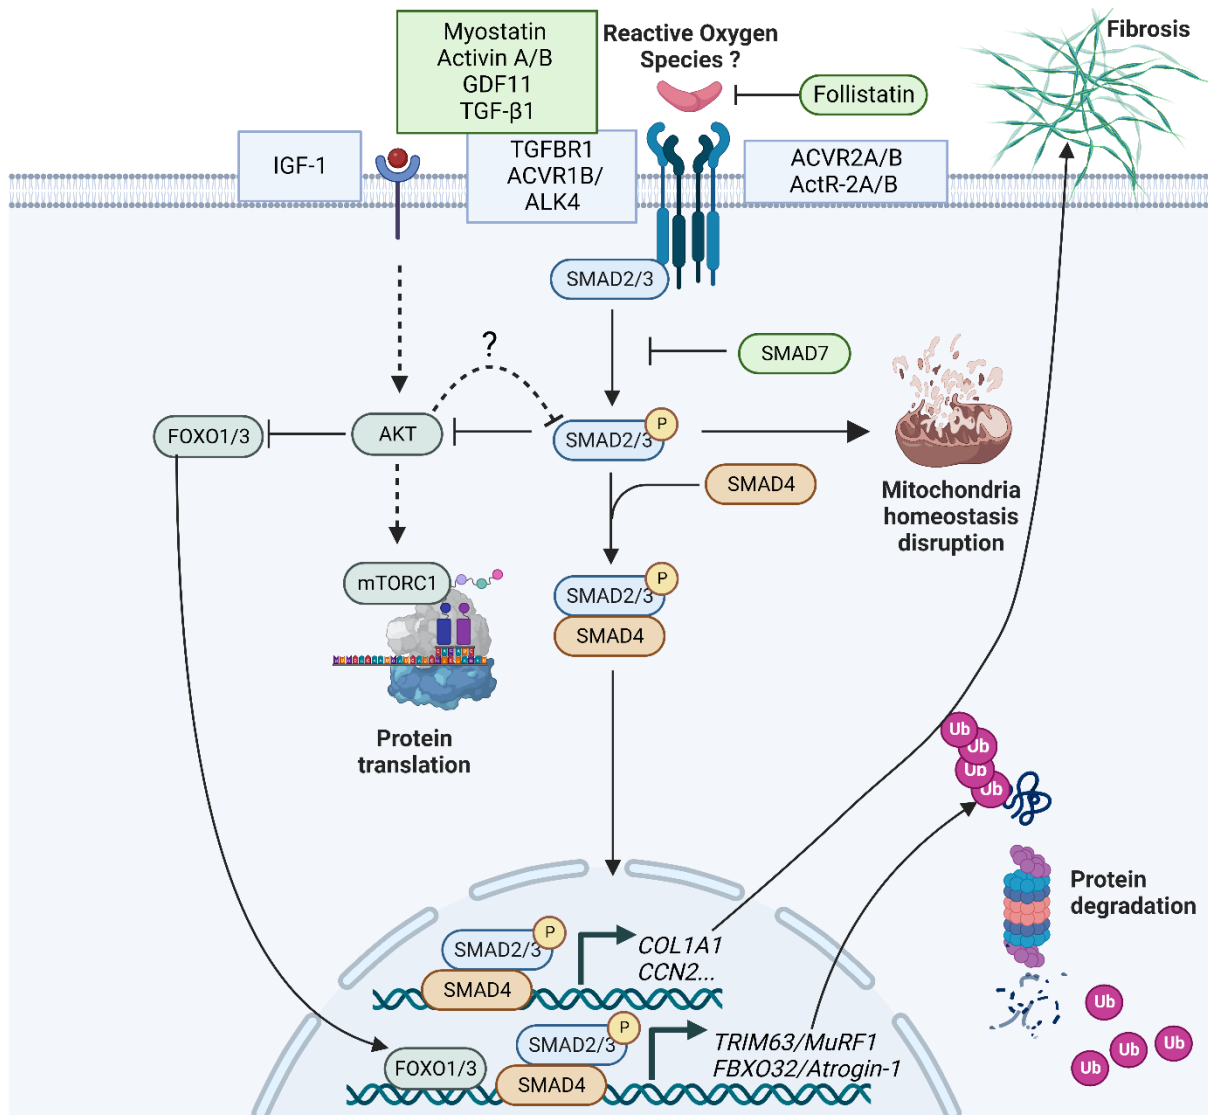 Myostatin
Activin A/B
GDF11
TGF-β1
Reactive Oxygen
Species ?
Follistatin
Fibrosis
IGF-1
TGFBR1
ACVR1B/
ALK4
ACVR2A/B
ActR-2A/B
SMAD2/3
?
SMAD7
FOXO1/3
AKT
SMAD2/3
P
SMAD4
Mitochondria
homeostasis
disruption
mTORC1
SMAD2/3
P
SMAD4
Protein
translation
Ub
Ub
Ub
Ub
Protein
degradation
SMAD2/3
P
SMAD4
COL1A1
CCN2...
Ub
Ub
Ub
Ub
FOXO1/3
SMAD2/3
P
SMAD4
TRIM63/MuRF1
FBXO32/Atrogin-1